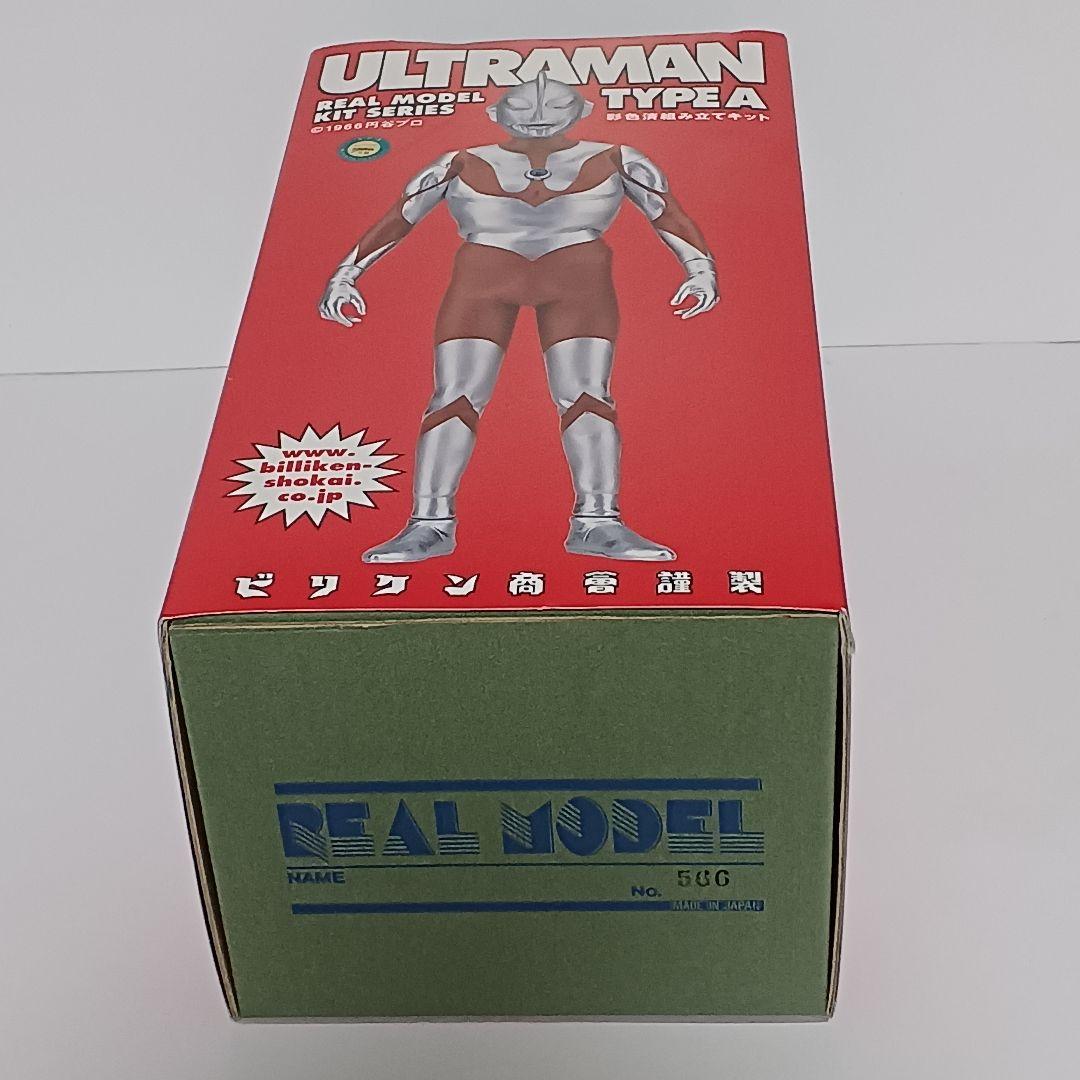 ULTRAMAN
REAL MODEL
KIT SERIES
TYPE A
©1966円谷プロ
彩色済組み立てキット
www.
billiken-
shokai.
co.jp
ビリケン商會謹製
REAL MODEL
NAME
No. 566
MADE IN JAPAN